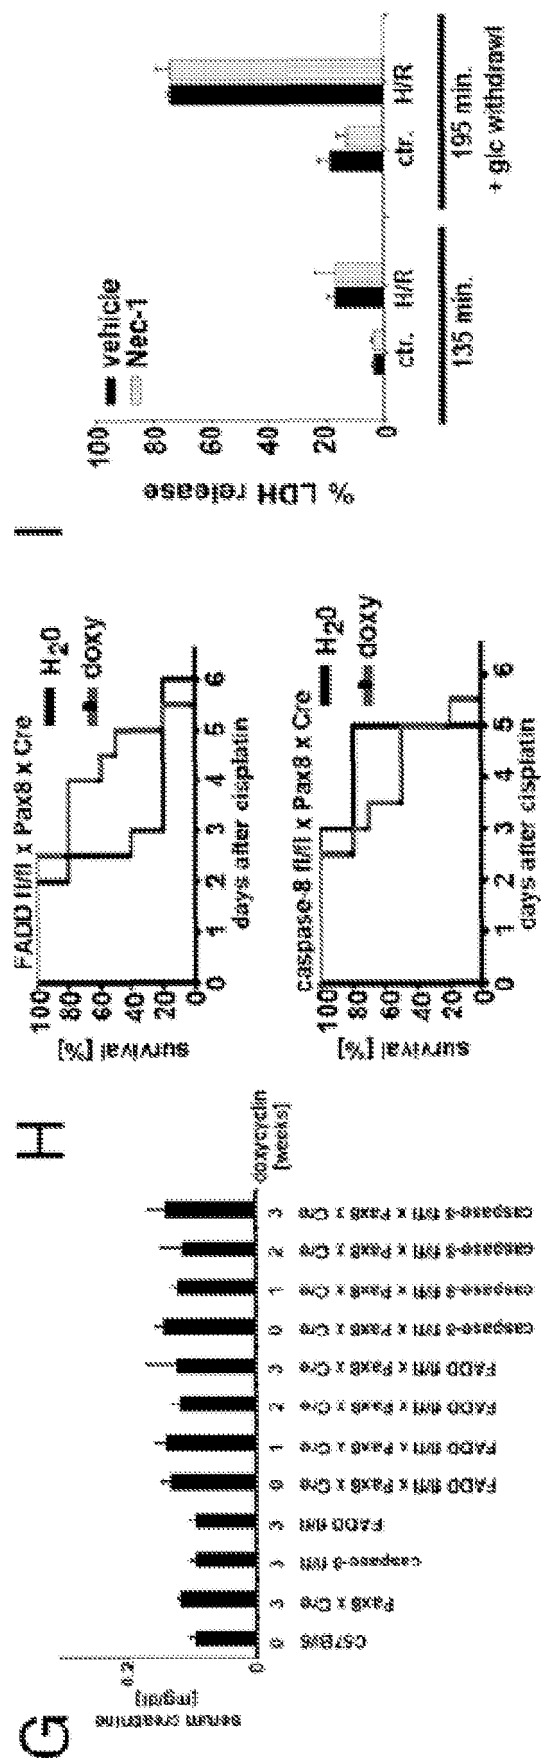 G
serum creatinine
[mg/dl]
0.2
0
doxycyclin
[weeks]
0 3 3 3 0 1 2 3 0 1 2 3
C57Bl/6
Pax8 x Cre
caspase-8 fl/fl
FADD fl/fl
FADD fl/fl x Pax8 x Cre
FADD fl/fl x Pax8 x Cre
FADD fl/fl x Pax8 x Cre
FADD fl/fl x Pax8 x Cre
caspase-8 fl/fl x Pax8 x Cre
caspase-8 fl/fl x Pax8 x Cre
caspase-8 fl/fl x Pax8 x Cre
caspase-8 fl/fl x Pax8 x Cre
H
FADD fl/fl x Pax8 x Cre
H20
doxy
survival [%]
100
80
60
40
20
0
0 1 2 3 4 5 6
days after cisplatin
caspase-8 fl/fl x Pax8 x Cre
H20
doxy
survival [%]
100
80
60
40
20
0
0 1 2 3 4 5 6
days after cisplatin
I
vehicle
Nec-1
% LDH release
100
80
60
40
20
0
ctr. H/R ctr. H/R
135 min. 195 min.
+ glc withdrawl